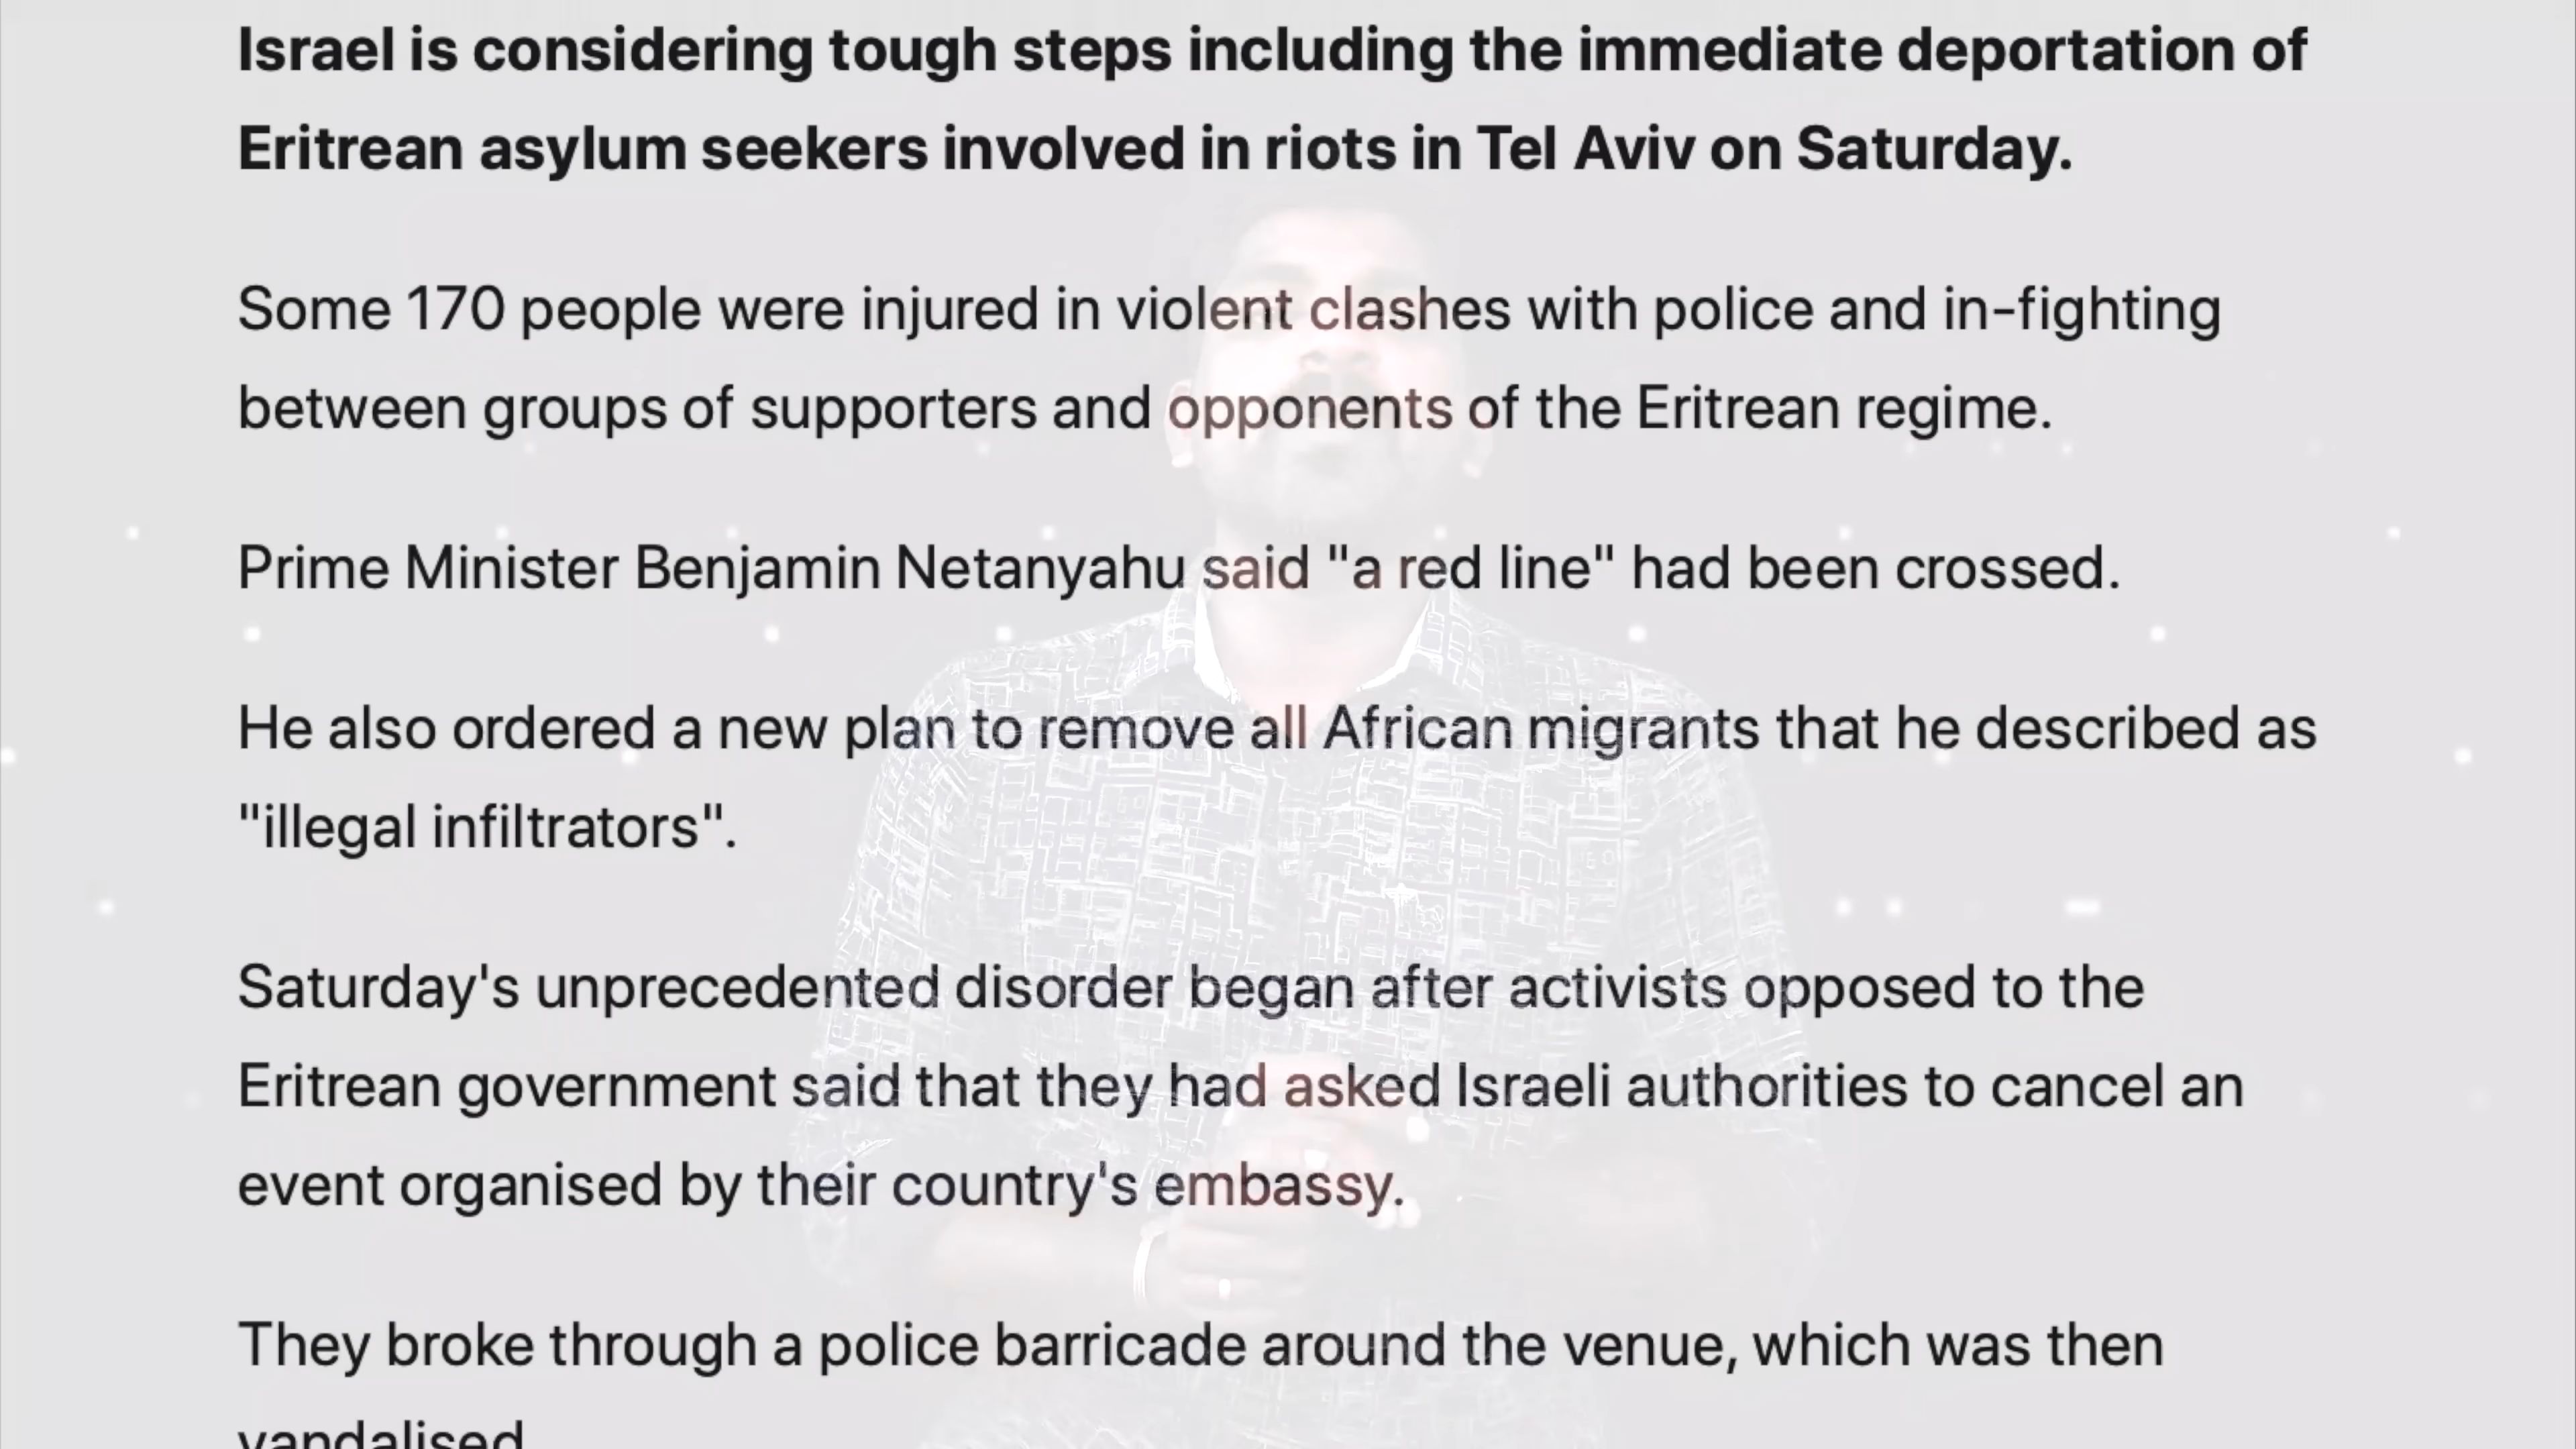 Israel is considering tough steps including the immediate deportation of
Eritrean asylum seekers involved in riots in Tel Aviv on Saturday.
Some 170 people were injured in violent clashes with police and in-fighting
between groups of supporters and opponents of the Eritrean regime.
Prime Minister Benjamin Netanyahu said "a red line" had been crossed.
He also ordered a new plan to remove all African migrants that he described as
"illegal infiltrators".
Saturday's unprecedented disorder began after activists opposed to the
Eritrean government said that they had asked Israeli authorities to cancel an
event organised by their country's embassy.
They broke through a police barricade around the venue, which was then
vandalised